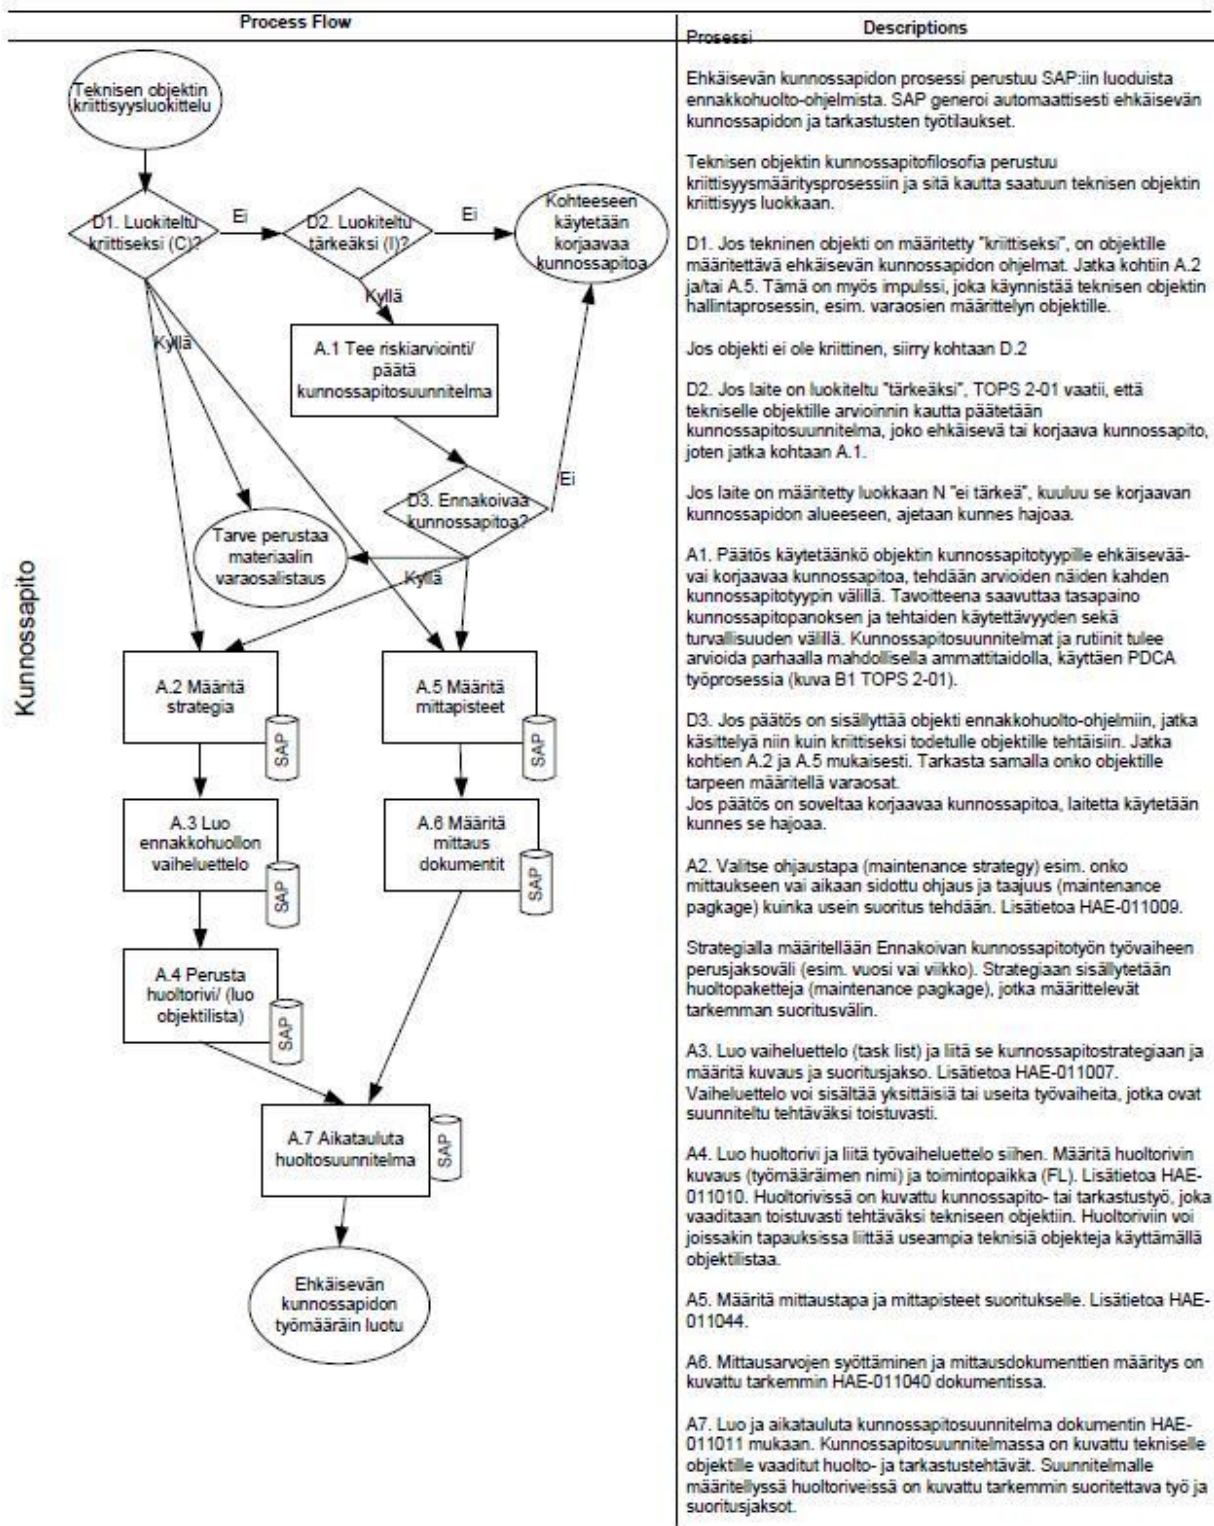 Process Flow
Descriptions
Kunnossapito
Teknisen objektin
kriittisyysluokittelu
D1. Luokiteltu
kriittiseksi (C)?
Ei
D2. Luokiteltu
tärkeäksi (I)?
Ei
Kohteeseen
käytetään
korjaavaa
kunnossapitoa
Kyllä
Kyllä
A.1 Tee riskiarviointi/
päätä
kunnossapitosuunnitelma
Ei
D3. Ennakoivaa
kunnossapitoa?
Tarve perustaa
materiaalin
varaosalistaus
Kyllä
A.2 Määritä
strategia
SAP
A.5 Määritä
mittapisteet
SAP
A.3 Luo
ennakkohuollon
vaiheluettelo
SAP
A.6 Määritä
mittaus
dokumentit
SAP
A.4 Perusta
huoltorivi/ (luo
objektilista)
SAP
A.7 Aikatauluta
huoltosuunnitelma
SAP
Ehkäisevän
kunnossapidon
työmääräin luotu
Prosessi
Ehkäisevän kunnossapidon prosessi perustuu SAP:iin luoduista
ennakkohuolto-ohjelmista. SAP generoi automaattisesti ehkäisevän
kunnossapidon ja tarkastusten työtilaukset.
Teknisen objektin kunnossapitofilosofia perustuu
kriittisyysmääritysprosessiin ja sitä kautta saatuun teknisen objektin
kriittisyys luokkaan.
D1. Jos tekninen objekti on määritetty "kriittiseksi", on objektille
määritettävä ehkäisevän kunnossapidon ohjelmat. Jatka kohtiin A.2
ja/tai A.5. Tämä on myös impulssi, joka käynnistää teknisen objektin
hallintaprosessin, esim. varaosien määrittelyn objektille.
Jos objekti ei ole kriittinen, siirry kohtaan D.2
D2. Jos laite on luokiteltu "tärkeäksi", TOPS 2-01 vaatii, että
tekniselle objektille arvioinnin kautta päätetään
kunnossapitosuunnitelma, joko ehkäisevä tai korjaava kunnossapito,
joten jatka kohtaan A.1.
Jos laite on määritetty luokkaan N "ei tärkeä", kuuluu se korjaavan
kunnossapidon alueeseen, ajetaan kunnes hajoaa.
A1. Päätös käytetäänkö objektin kunnossapitotyypille ehkäisevää-
vai korjaavaa kunnossapitoa, tehdään arvioiden näiden kahden
kunnossapitotyypin välillä. Tavoitteena saavuttaa tasapaino
kunnossapitopanoksen ja tehtaiden käytettävyyden sekä
turvallisuuden välillä. Kunnossapitosuunnitelmat ja rutiinit tulee
arvioida parhaalla mahdollisella ammattitaidolla, käyttäen PDCA
työprosessia (kuva B1 TOPS 2-01).
D3. Jos päätös on sisällyttää objekti ennakkohuolto-ohjelmiin, jatka
käsittelyä niin kuin kriittiseksi todetulle objektille tehtäisiin. Jatka
kohtien A.2 ja A.5 mukaisesti. Tarkasta samalla onko objektille
tarpeen määritellä varaosat.
Jos päätös on soveltaa korjaavaa kunnossapitoa, laitetta käytetään
kunnes se hajoaa.
A2. Valitse ohjaustapa (maintenance strategy) esim. onko
mittaukseen vai aikaan sidottu ohjaus ja taajuus (maintenance
pagkage) kuinka usein suoritus tehdään. Lisätietoa HAE-011009.
Strategialla määritellään Ennakoivan kunnossapitotyön työvaiheen
perusjaksoväli (esim. vuosi vai viikko). Strategiaan sisällytetään
huoltopaketteja (maintenance pagkage), jotka määrittelevät
tarkemman suoritusvälin.
A3. Luo vaiheluettelo (task list) ja liitä se kunnossapitostrategiaan ja
määritä kuvaus ja suoritusjakso. Lisätietoa HAE-011007.
Vaiheluettelo voi sisältää yksittäisiä tai useita työvaiheita, jotka ovat
suunniteltu tehtäväksi toistuvasti.
A4. Luo huoltorivi ja liitä työvaiheluettelo siihen. Määritä huoltorivin
kuvaus (työmääräimen nimi) ja toimintopaikka (FL). Lisätietoa HAE-
011010. Huoltorivissä on kuvattu kunnossapito- tai tarkastustyö, joka
vaaditaan toistuvasti tehtäväksi tekniseen objektiin. Huoltoriviin voi
joissakin tapauksissa liittää useampia teknisiä objekteja käyttämällä
objektilistaa.
A5. Määritä mittaustapa ja mittapisteet suoritukselle. Lisätietoa HAE-
011044.
A6. Mittausarvojen syöttäminen ja mittausdokumenttien määritys on
kuvattu tarkemmin HAE-011040 dokumentissa.
A7. Luo ja aikatauluta kunnossapitosuunnitelma dokumentin HAE-
011011 mukaan. Kunnossapitosuunnitelmassa on kuvattu tekniselle
objektille vaaditut huolto- ja tarkastustehtävät. Suunnitelmalle
määritellyssä huoltoriveissä on kuvattu tarkemmin suoritettava työ ja
suoritusjaksot.